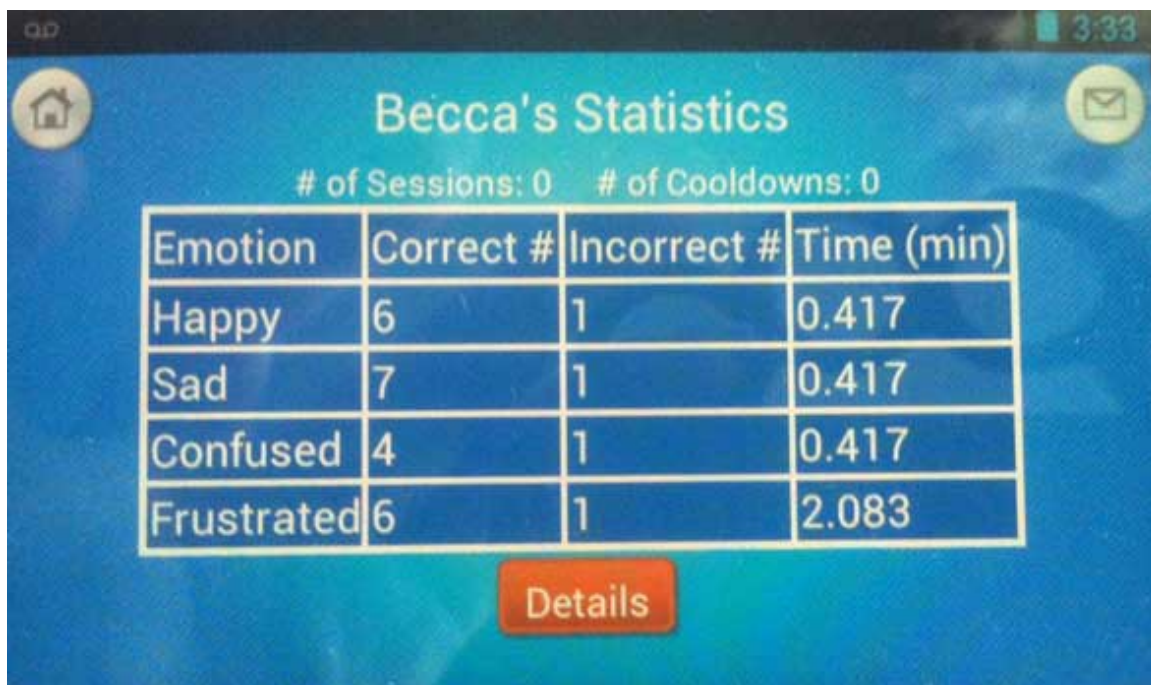 3:33
Becca's Statistics
# of Sessions: 0 # of Cooldowns: 0
Emotion Correct # Incorrect # Time (min)
Happy 6 1 0.417
Sad 7 1 0.417
Confused 4 1 0.417
Frustrated 6 1 2.083
Details